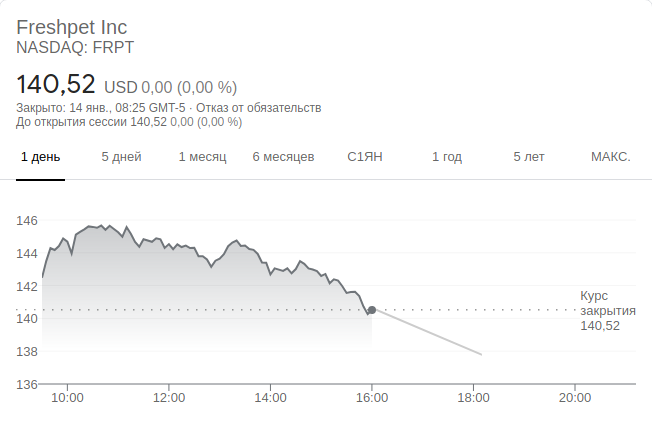 Freshpet Inc
NASDAQ: FRPT
140,52 USD 0,00 (0,00 %)
Закрыто: 14 янв., 08:25 GMT-5 · Отказ от обязательств
До открытия сессии 140,52 0,00 (0,00 %)
1 день 5 дней 1 месяц 6 месяцев С1ЯН 1 год 5 лет МАКС.
146
144
142
140
138
136
Курс
закрытия
140,52
10:00 12:00 14:00 16:00 18:00 20:00